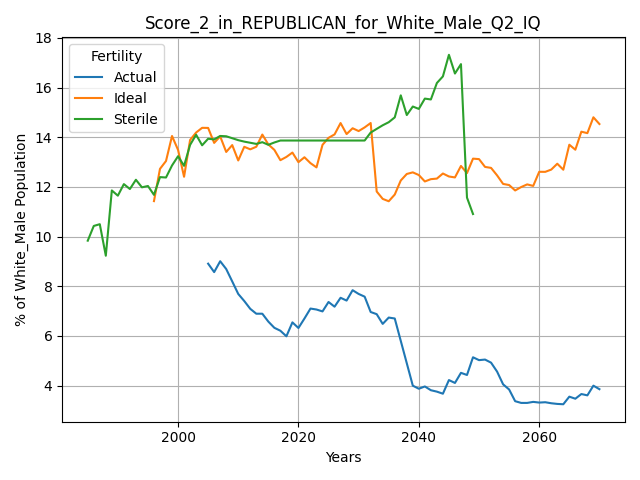 Score_2_in_REPUBLICAN_for_White_Male_Q2_IQ
% of White_Male Population
18
16
14
12
10
8
6
4
Fertility
Actual
Ideal
Sterile
2000
2020
2040
2060
Years